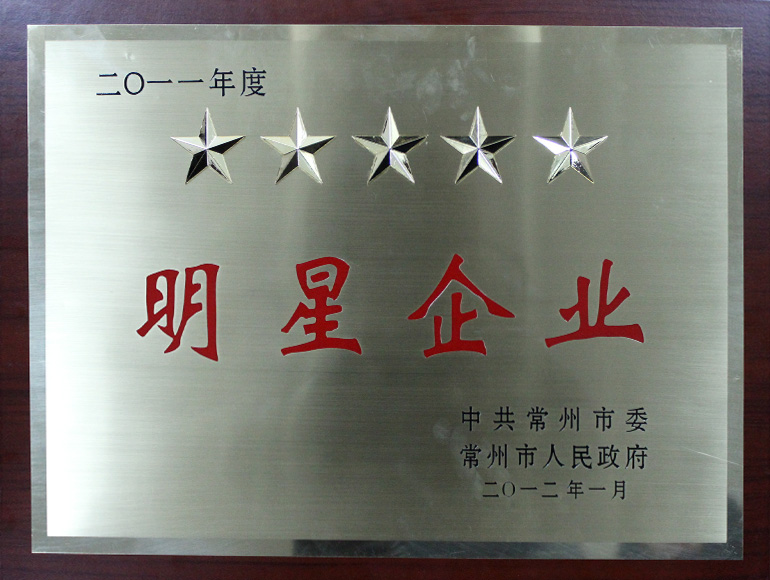 二〇一一年度
明星企业
中共常州市委
常州市人民政府
二〇一二年一月